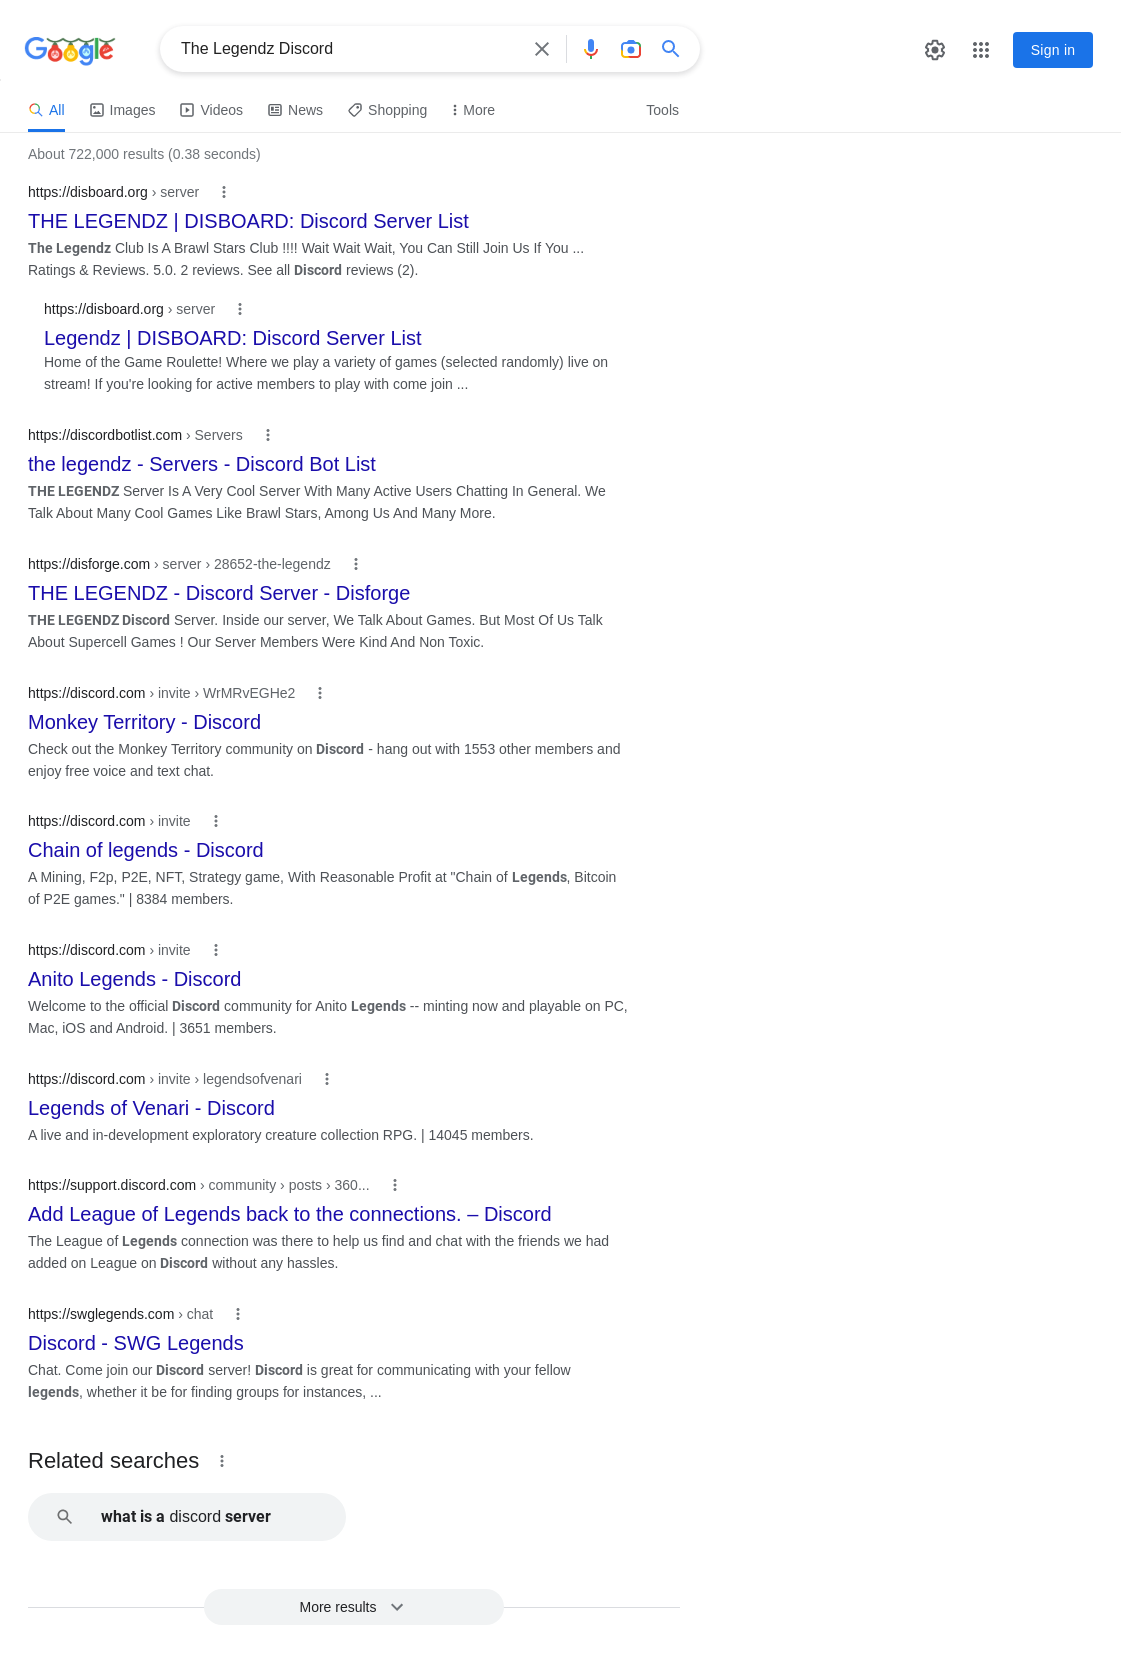 Google
The Legendz Discord
Sign in
All
Images
Videos
News
Shopping
More
Tools
About 722,000 results (0.38 seconds)
https://disboard.org › server
THE LEGENDZ | DISBOARD: Discord Server List
The Legendz Club Is A Brawl Stars Club !!!! Wait Wait Wait, You Can Still Join Us If You ...
Ratings & Reviews. 5.0. 2 reviews. See all Discord reviews (2).
https://disboard.org › server
Legendz | DISBOARD: Discord Server List
Home of the Game Roulette! Where we play a variety of games (selected randomly) live on
stream! If you're looking for active members to play with come join ...
https://discordbotlist.com › Servers
the legendz - Servers - Discord Bot List
THE LEGENDZ Server Is A Very Cool Server With Many Active Users Chatting In General. We
Talk About Many Cool Games Like Brawl Stars, Among Us And Many More.
https://disforge.com › server › 28652-the-legendz
THE LEGENDZ - Discord Server - Disforge
THE LEGENDZ Discord Server. Inside our server, We Talk About Games. But Most Of Us Talk
About Supercell Games ! Our Server Members Were Kind And Non Toxic.
https://discord.com › invite › WrMRvEGHe2
Monkey Territory - Discord
Check out the Monkey Territory community on Discord - hang out with 1553 other members and
enjoy free voice and text chat.
https://discord.com › invite
Chain of legends - Discord
A Mining, F2p, P2E, NFT, Strategy game, With Reasonable Profit at "Chain of Legends, Bitcoin
of P2E games." | 8384 members.
https://discord.com › invite
Anito Legends - Discord
Welcome to the official Discord community for Anito Legends -- minting now and playable on PC,
Mac, iOS and Android. | 3651 members.
https://discord.com › invite › legendsofvenari
Legends of Venari - Discord
A live and in-development exploratory creature collection RPG. | 14045 members.
https://support.discord.com › community › posts › 360...
Add League of Legends back to the connections. – Discord
The League of Legends connection was there to help us find and chat with the friends we had
added on League on Discord without any hassles.
https://swglegends.com › chat
Discord - SWG Legends
Chat. Come join our Discord server! Discord is great for communicating with your fellow
legends, whether it be for finding groups for instances, ...
Related searches
what is a discord server
More results